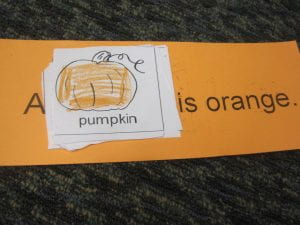 A is orange.
pumpkin